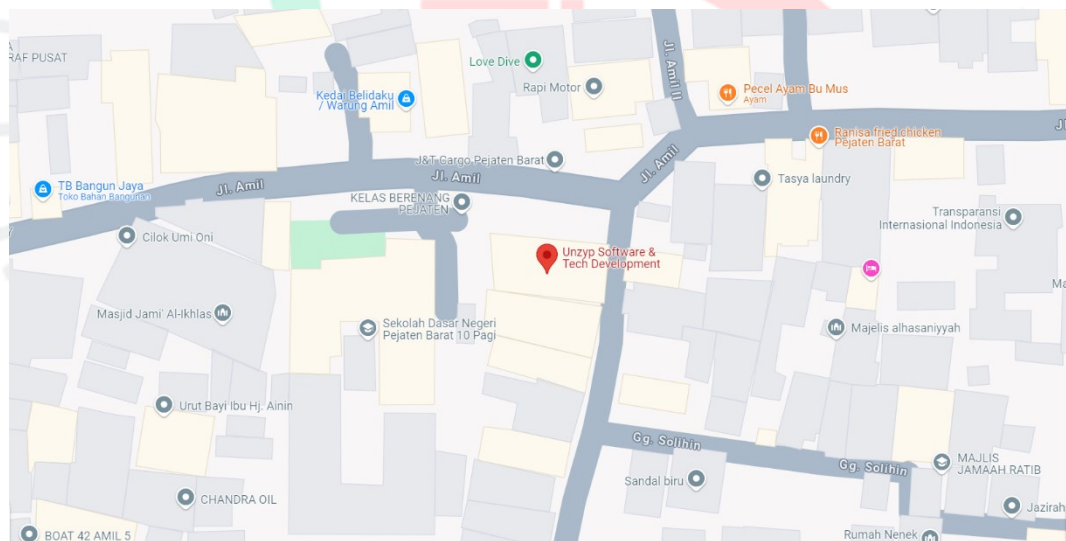 RAF PUSAT
Love Dive
Rapi Motor
Jl. Amil II
Kedai Belidaku
/ Warung Amil
Pecel Ayam Bu Mus
Ayam
Ranisa fried chicken
Pejaten Barat
J&T Cargo Pejaten Barat
Jl. Amil
Jl. Amil
Jl. Amil
TB Bangun Jaya
Toko Bahan Bangunan
KELAS BERENANG
PEJATEN
Tasya laundry
Transparansi
Internasional Indonesia
Cilok Umi Oni
Unzyp Software &
Tech Development
Masjid Jami' Al-Ikhlas
Sekolah Dasar Negeri
Pejaten Barat 10 Pagi
Majelis alhasaniyyah
Urut Bayi Ibu Hj. Ainin
Gg. Solihin
Gg. Solihin
MAJLIS
JAMAAH RATIB
Sandal biru
CHANDRA OIL
Jazirah
BOAT 42 AMIL 5
Rumah Nenek